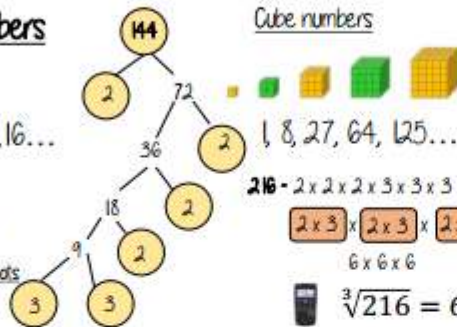 bers
144
Cube numbers
2
72
16...
36
2
1, 8, 27, 64, 125...
18
2
216 = 2 x 2 x 2 x 3 x 3 x 3
9
2
2 x 3 x 2 x 3 x 2
3
3
6 x 6 x 6
∛216 = 6